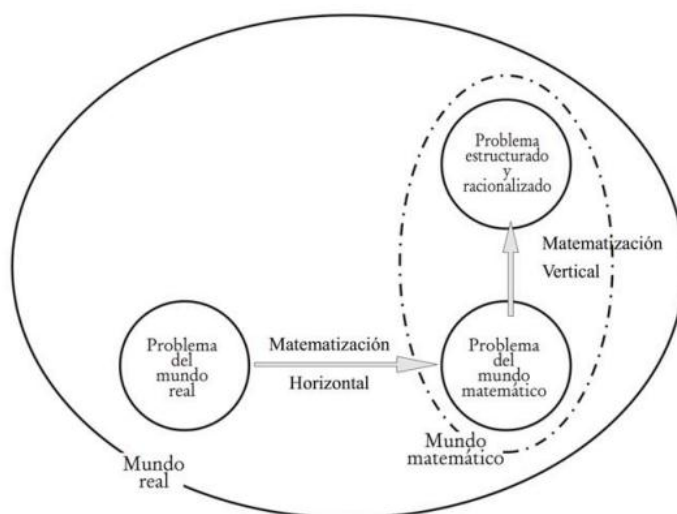 Problema
estructurado
y
racionalizado
Matematización
Vertical
Problema
del
mundo
real
Matematización
Horizontal
Problema
del
mundo
matemático
Mundo
matemático
Mundo
real